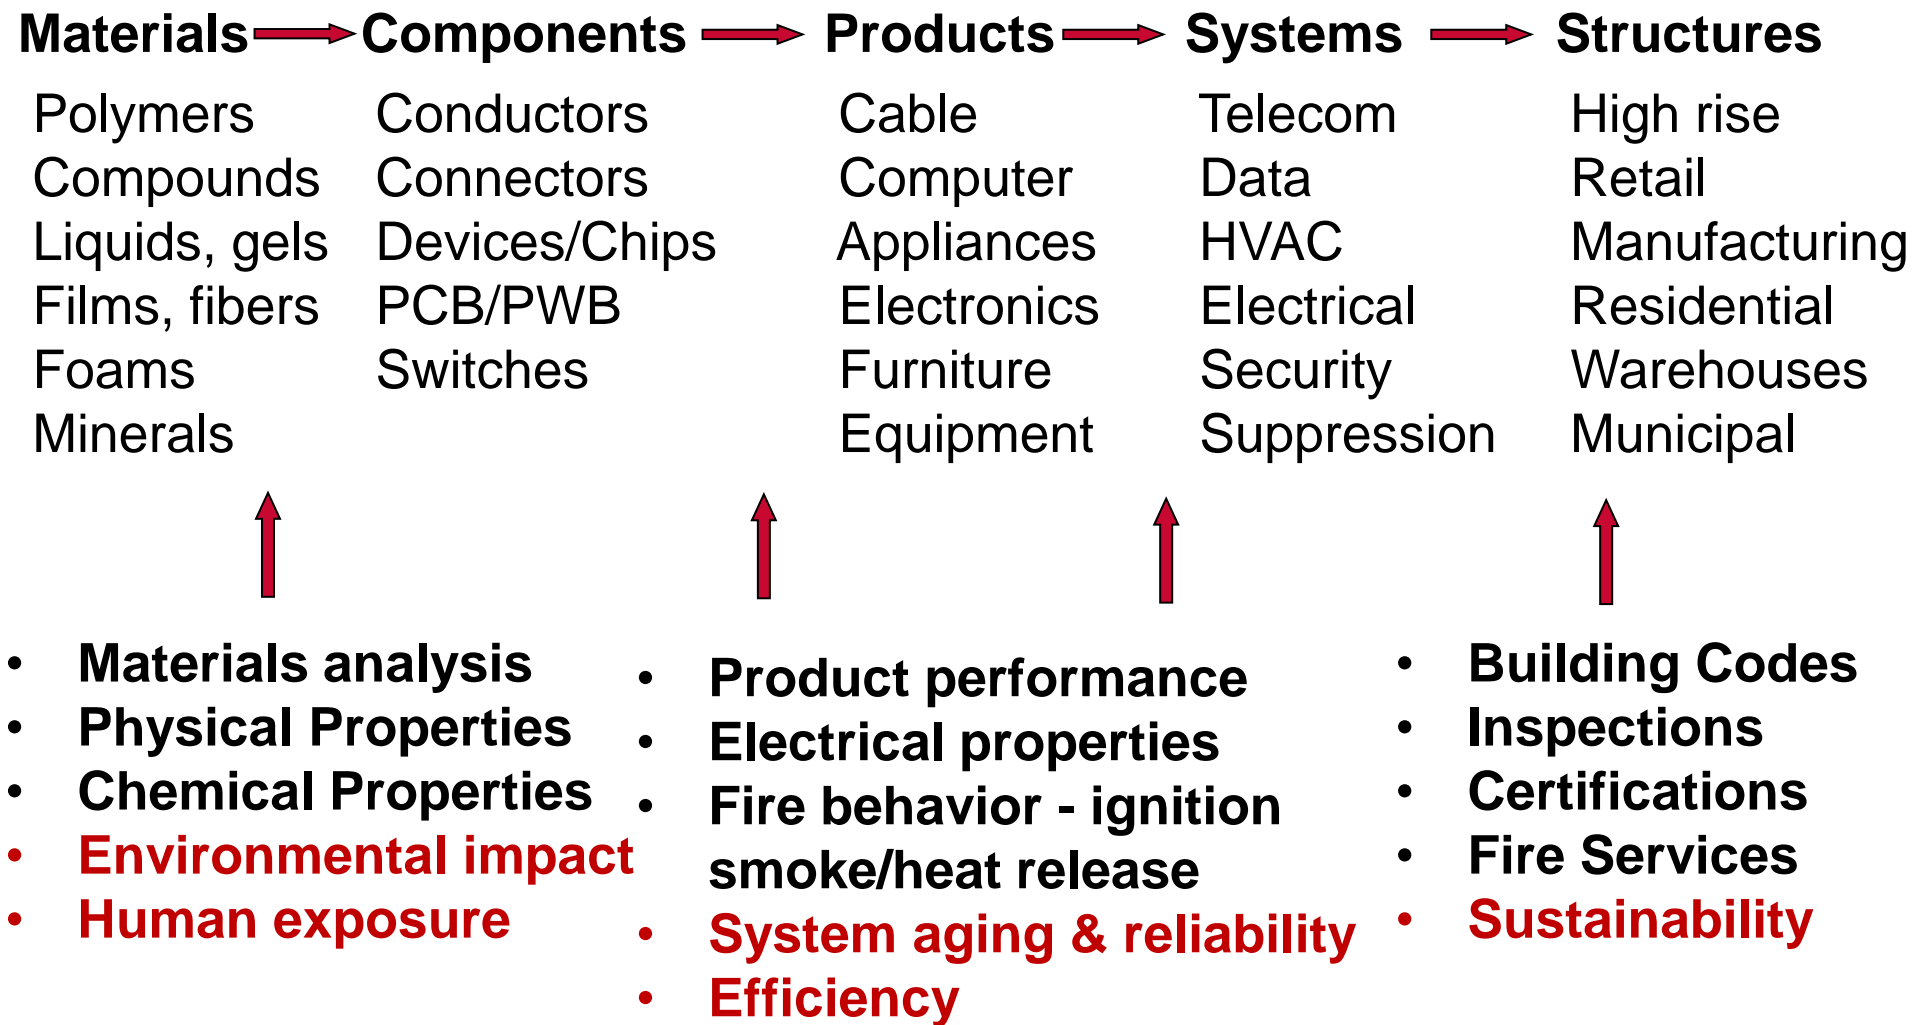 Materials Components Products Systems Structures
Polymers
Compounds
Liquids, gels
Films, fibers
Foams
Minerals
Conductors
Connectors
Devices/Chips
PCB/PWB
Switches
Cable
Computer
Appliances
Electronics
Furniture
Equipment
Telecom
Data
HVAC
Electrical
Security
Suppression
High rise
Retail
Manufacturing
Residential
Warehouses
Municipal
• Materials analysis
• Physical Properties
• Chemical Properties
• Environmental impact
• Human exposure
• Product performance
• Electrical properties
• Fire behavior - ignition
smoke/heat release
• System aging & reliability
• Efficiency
• Building Codes
• Inspections
• Certifications
• Fire Services
• Sustainability